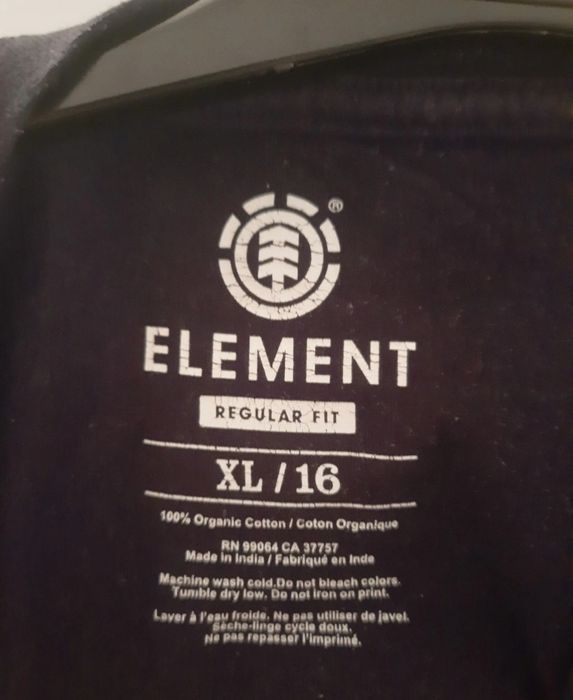 ®
ELEMENT
REGULAR FIT
XL / 16
100% Organic Cotton / Coton Organique
RN 99064 CA 37757
Made in India / Fabriqué en Inde
Machine wash cold.Do not bleach colors.
Tumble dry low. Do not iron on print.
Laver à l'eau froide. Ne pas utiliser de javel.
Sèche-linge cycle doux.
Ne pas repasser l'imprimé.